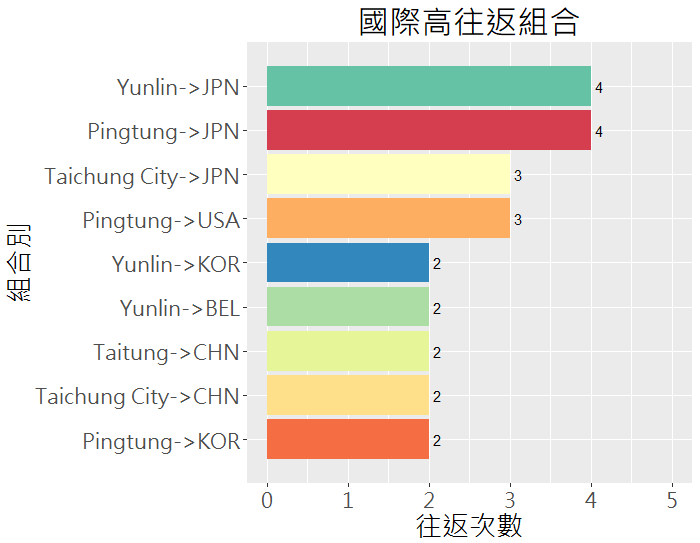 國際高往返組合
組合別
Yunlin->JPN 4
Pingtung->JPN 4
Taichung City->JPN 3
Pingtung->USA 3
Yunlin->KOR 2
Yunlin->BEL 2
Taitung->CHN 2
Taichung City->CHN 2
Pingtung->KOR 2
0 1 2 3 4 5
往返次數